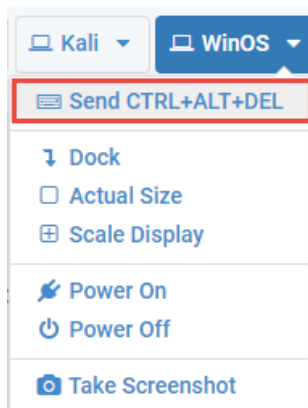 Kali WinOS
Send CTRL+ALT+DEL
Dock
Actual Size
Scale Display
Power On
Power Off
Take Screenshot